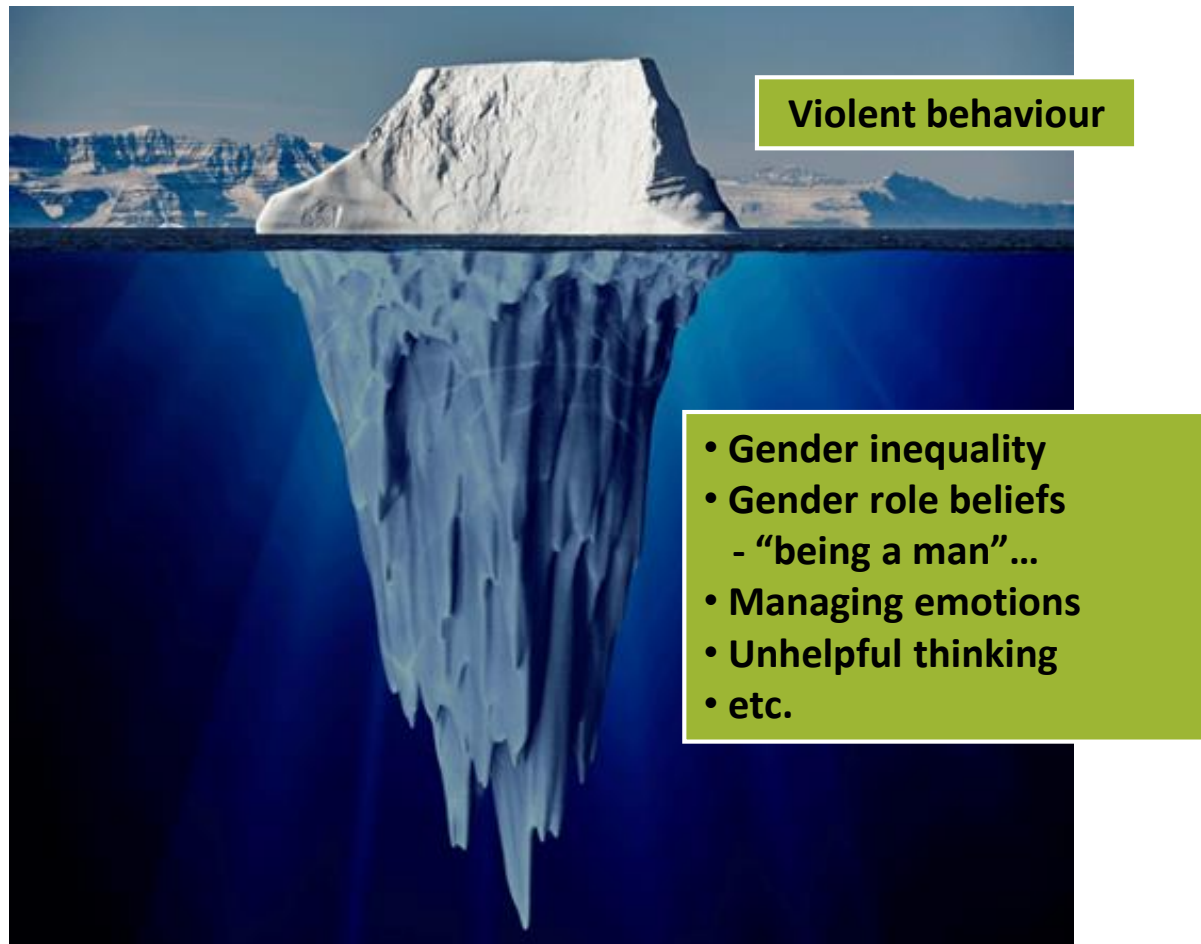 Violent behaviour
• Gender inequality
• Gender role beliefs
- “being a man”…
• Managing emotions
• Unhelpful thinking
• etc.